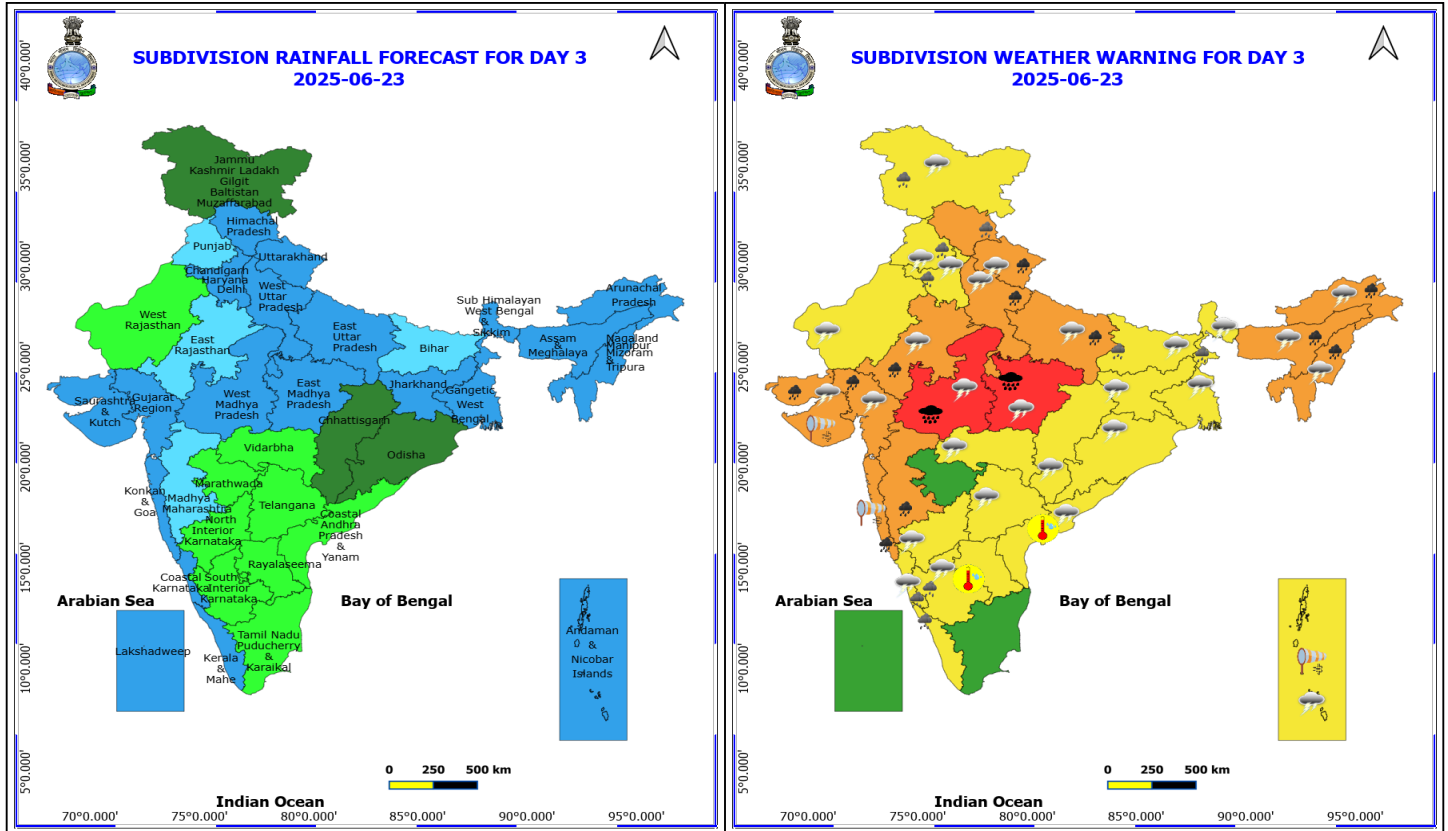 SUBDIVISION RAINFALL FORECAST FOR DAY 3
2025-06-23
40°0.000'
35°0.000'
30°0.000'
25°0.000'
20°0.000'
15°0.000'
10°0.000'
5°0.000'
Jammu
Kashmir Ladakh
Gilgit
Baltistan
Muzaffarabad
Himachal
Pradesh
Punjab
Uttarakhand
Chandigarh
Haryana
Delhi
West
Uttar
Pradesh
West
Rajasthan
East
Rajasthan
East
Uttar
Pradesh
Bihar
Sub Himalayan
West Bengal
&
Sikkim
Arunachal
Pradesh
Assam
&
Meghalaya
Nagaland
Manipur
Mizoram
&
Tripura
Saurashtra
&
Kutch
Gujarat
Region
West
Madhya
Pradesh
East
Madhya
Pradesh
Jharkhand
Gangetic
West
Bengal
Chhattisgarh
Odisha
Vidarbha
Konkan
&
Goa
Madhya
Maharashtra
Marathwada
Telangana
North
Interior
Karnataka
Coastal
Andhra
Pradesh
&
Yanam
Rayalaseema
Coastal
Karnataka
South
Interior
Karnataka
Tamil Nadu
Puducherry
&
Karaikal
Kerala
&
Mahe
Arabian Sea
Lakshadweep
Bay of Bengal
Andaman
&
Nicobar
Islands
0 250 500 km
Indian Ocean
70°0.000' 75°0.000' 80°0.000' 85°0.000' 90°0.000' 95°0.000'
SUBDIVISION WEATHER WARNING FOR DAY 3
2025-06-23
40°0.000'
35°0.000'
30°0.000'
25°0.000'
20°0.000'
15°0.000'
10°0.000'
5°0.000'
Arabian Sea
Bay of Bengal
0 250 500 km
Indian Ocean
70°0.000' 75°0.000' 80°0.000' 85°0.000' 90°0.000' 95°0.000'